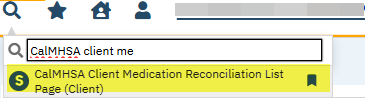 CalMHSA client me
S
CalMHSA Client Medication Reconciliation List
Page (Client)